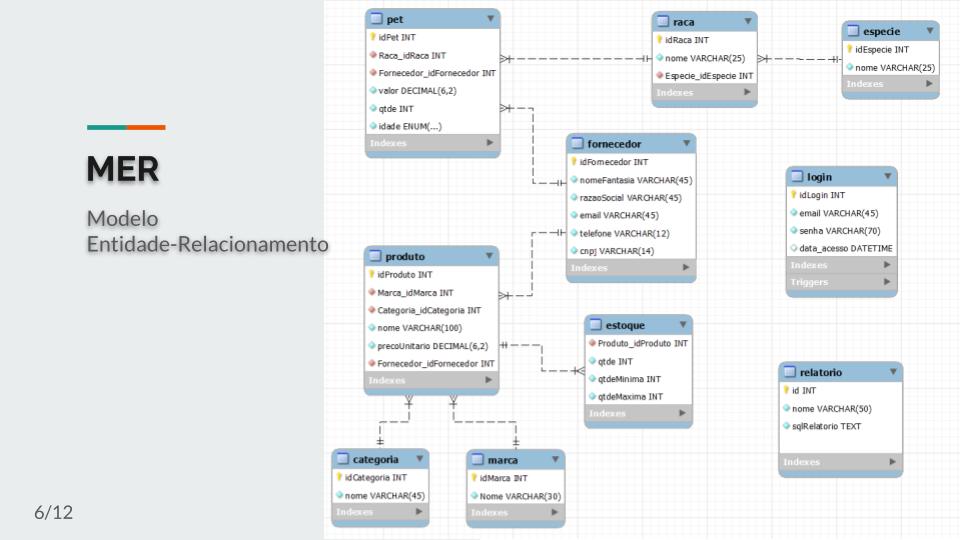 MER
Modelo
Entidade-Relacionamento
6/12
pet
idPet INT
Raca_idRaca INT
Fornecedor_idFornecedor INT
valor DECIMAL(6,2)
qtde INT
idade ENUM(...)
Indexes
raca
idRaca INT
nome VARCHAR(25)
Especie_idEspecie INT
Indexes
especie
idEspecie INT
nome VARCHAR(25)
Indexes
fornecedor
idFornecedor INT
nomeFantasia VARCHAR(45)
razaoSocial VARCHAR(45)
email VARCHAR(45)
telefone VARCHAR(12)
cnpj VARCHAR(14)
Indexes
login
idLogin INT
email VARCHAR(45)
senha VARCHAR(70)
data_acesso DATETIME
Indexes
Triggers
produto
idProduto INT
Marca_idMarca INT
Categoria_idCategoria INT
nome VARCHAR(100)
precoUnitario DECIMAL(6,2)
Fornecedor_idFornecedor INT
Indexes
estoque
Produto_idProduto INT
qtde INT
qtdeMinima INT
qtdeMaxima INT
Indexes
relatorio
id INT
nome VARCHAR(50)
sqlRelatorio TEXT
Indexes
categoria
idCategoria INT
nome VARCHAR(45)
Indexes
marca
idMarca INT
Nome VARCHAR(30)
Indexes